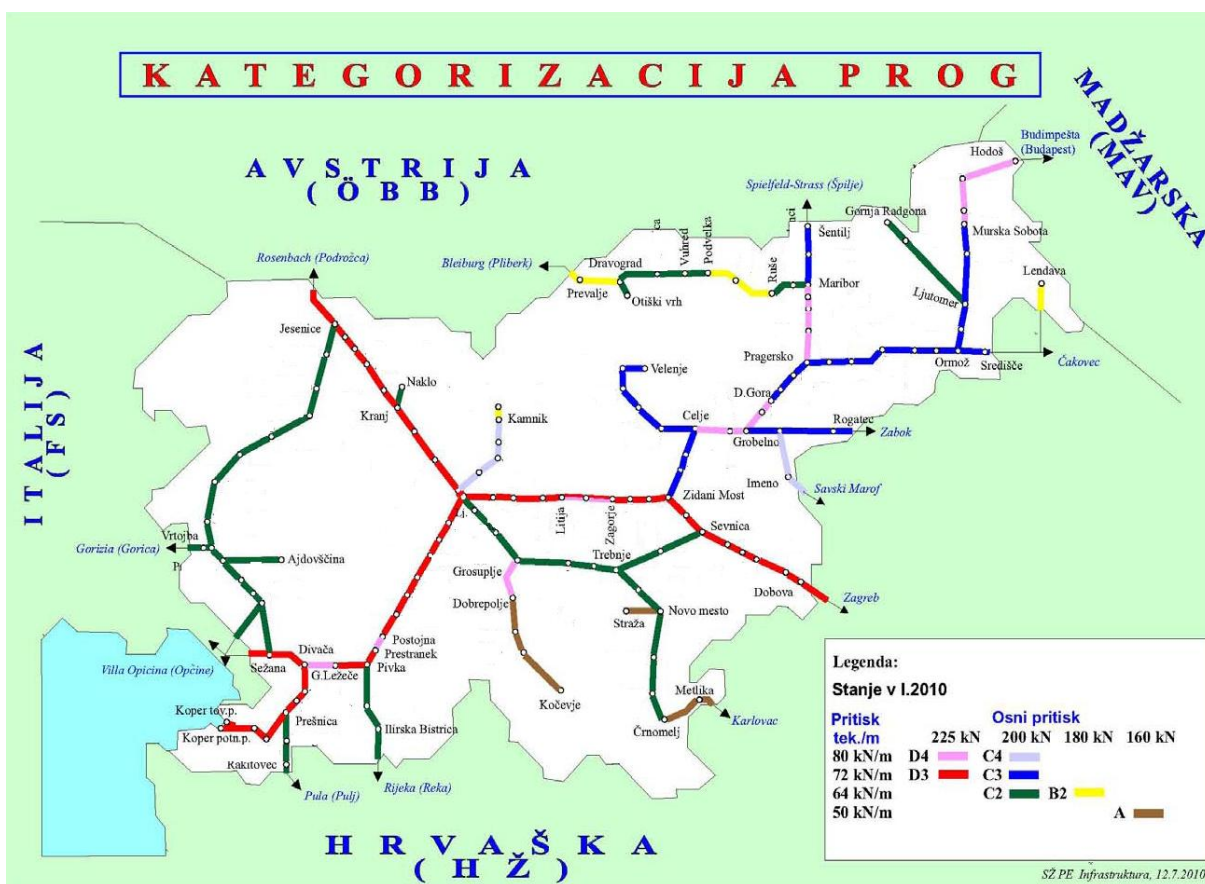 KATEGORIZACIJA PROG
AVSTRIJA
(ÖBB)
MADŽARSKA
(MAV)
Budimpešta
(Budapest)
Hodoš
Spielfeld-Strass (Špilje)
Gornja Radgona
Šentilj
Murska Sobota
Rosenbach (Podrožca)
Bleiburg (Pliberk)
Dravograd
Vuhred
Podvelka
Ruše
Lendava
Prevalje
Otiški vrh
Maribor
Ljutomer
Jesenice
Pragersko
Ormož
Središče
Čakovec
ITALIJA
(FS)
Naklo
Velenje
D.Gora
Kranj
Kamnik
Celje
Rogatec
Grobelno
Zabok
Imeno
Savski Marof
Zidani Most
Litija
Zagorje
Sevnica
Vrtojba
Gorizia (Gorica)
Ajdovščina
Trebnje
Grosuplje
Dobova
Dobrepolje
Zagreb
Straža
Novo mesto
Postojna
Prestranek
Divača
Pivka
Villa Opicina (Opčine)
Sežana
G.Ležeče
Metlika
Kočevje
Karlovac
Koper tov.p.
Prešnica
Koper potn.p.
Ilirska Bistrica
Črnomelj
Rakitovec
Pula (Pulj)
Rijeka (Reka)
HRVAŠKA
(HŽ)
Legenda:
Stanje v I.2010
Pritisk Osni pritisk
tek./m 225 kN 200 kN 180 kN 160 kN
80 kN/m D4 C4
72 kN/m D3 C3
64 kN/m C2 B2
50 kN/m A
SŽ PE Infrastruktura, 12.7.2010